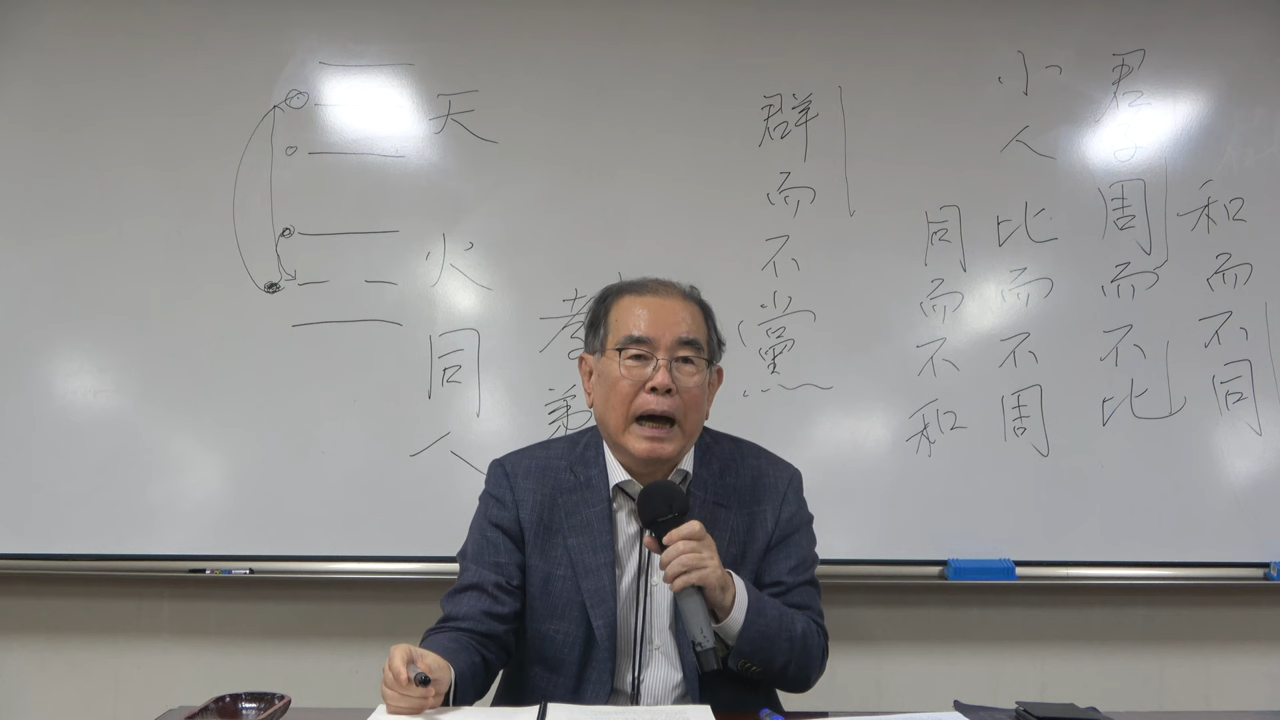 和而不同
君子周而不比
小人比而不周
同而不和
群而不黨
孝弟
天火同人